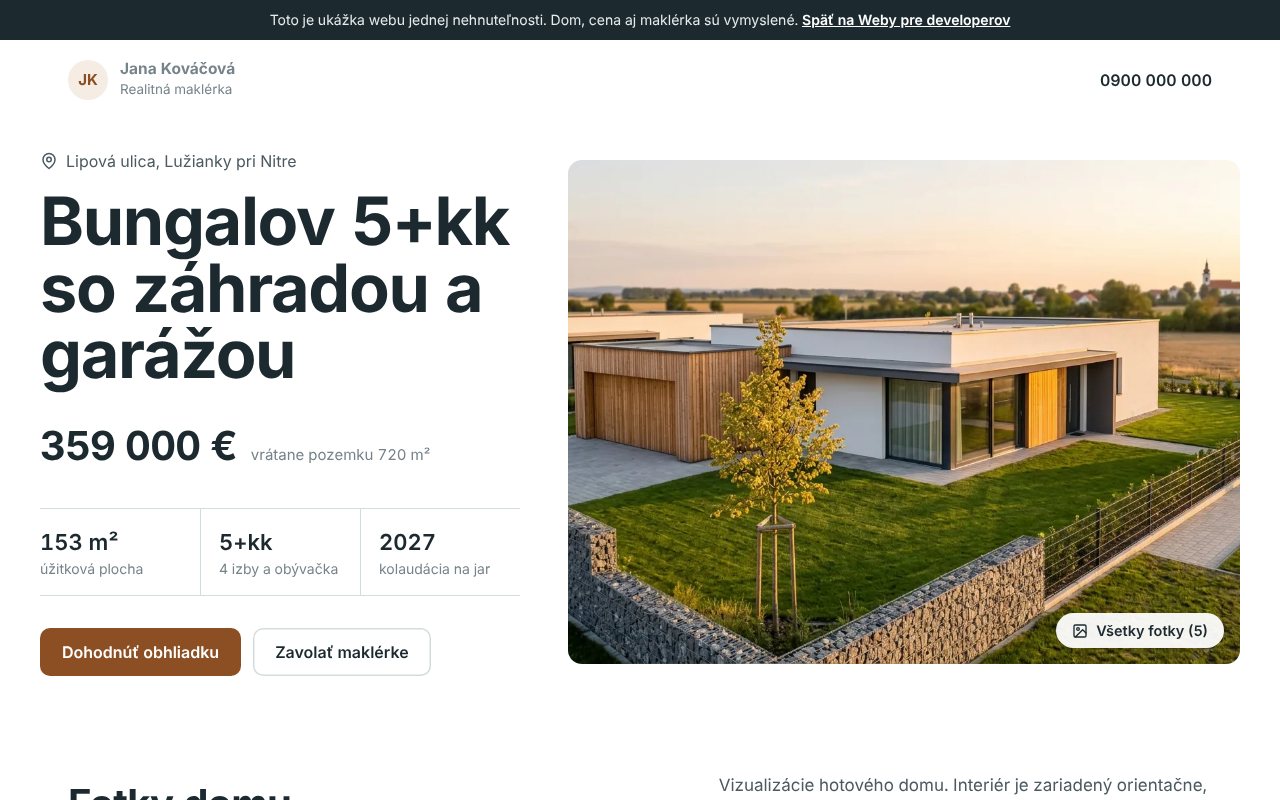 Toto je ukážka webu jednej nehnuteľnosti. Dom, cena aj maklérka sú vymyslené. Späť na Weby pre developerov
JK
Jana Kováčová
Realitná maklérka
0900 000 000
Lipová ulica, Lužianky pri Nitre
Bungalov 5+kk
so záhradou a
garážou
359 000 € vrátane pozemku 720 m²
153 m²
úžitková plocha
5+kk
4 izby a obývačka
2027
kolaudácia na jar
Dohodnúť obhliadku
Zavolať maklérke
Všetky fotky (5)
Fotky domu
Vizualizácie hotového domu. Interiér je zariadený orientačne,